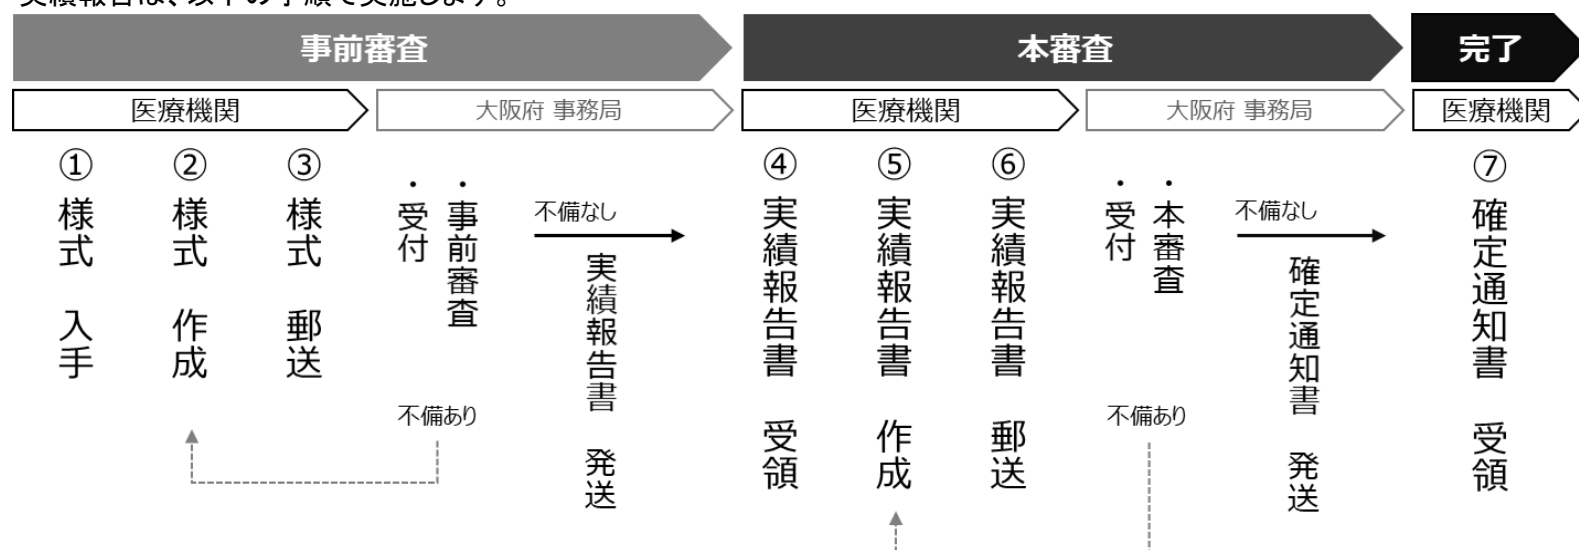 実績報告は、以下の手順で実施します。
事前審査
本審査
完了
医療機関
大阪府 事務局
医療機関
大阪府 事務局
医療機関
①様式 入手
②様式 作成
③様式 郵送
・受付
・事前審査
不備なし
実績報告書 発送
不備あり
④実績報告書 受領
⑤実績報告書 作成
⑥実績報告書 郵送
・受付
・本審査
不備なし
確定通知書 発送
不備あり
⑦確定通知書 受領